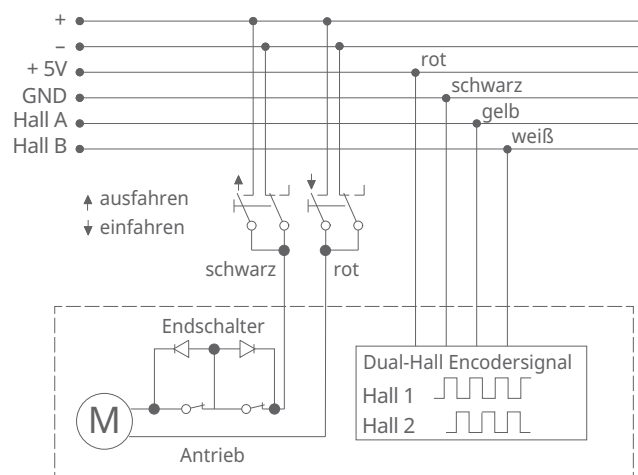 +
–
+ 5V
GND
Hall A
Hall B
rot
schwarz
gelb
weiß
ausfahren
einfahren
schwarz
rot
Endschalter
M
Antrieb
Dual-Hall Encodersignal
Hall 1
Hall 2